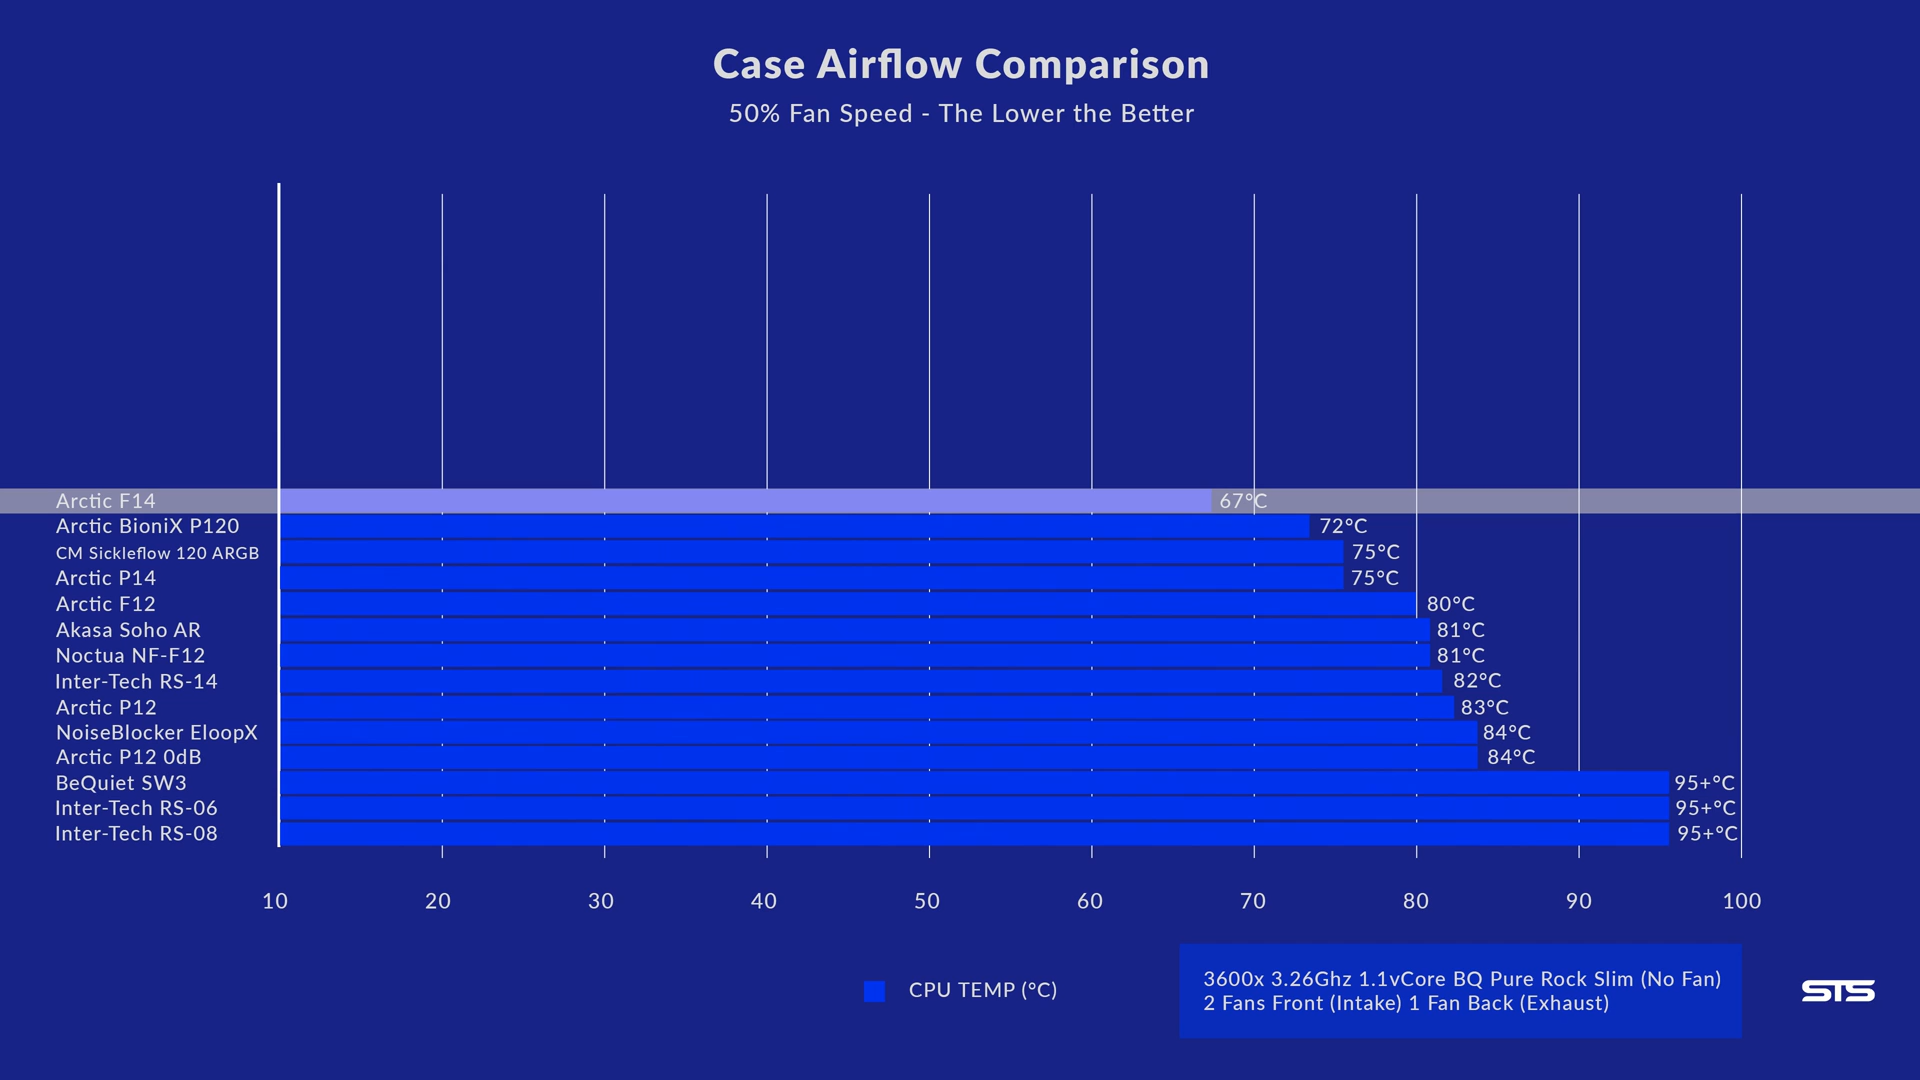 Case Airflow Comparison
50% Fan Speed - The Lower the Better
Arctic F14 67°C
Arctic BioniX P120 72°C
CM Sickleflow 120 ARGB 75°C
Arctic P14 75°C
Arctic F12 80°C
Akasa Soho AR 81°C
Noctua NF-F12 81°C
Inter-Tech RS-14 82°C
Arctic P12 83°C
NoiseBlocker EloopX 84°C
Arctic P12 0dB 84°C
BeQuiet SW3 95+°C
Inter-Tech RS-06 95+°C
Inter-Tech RS-08 95+°C
10 20 30 40 50 60 70 80 90 100
CPU TEMP (°C)
3600x 3.26Ghz 1.1vCore BQ Pure Rock Slim (No Fan)
2 Fans Front (Intake) 1 Fan Back (Exhaust)
STS